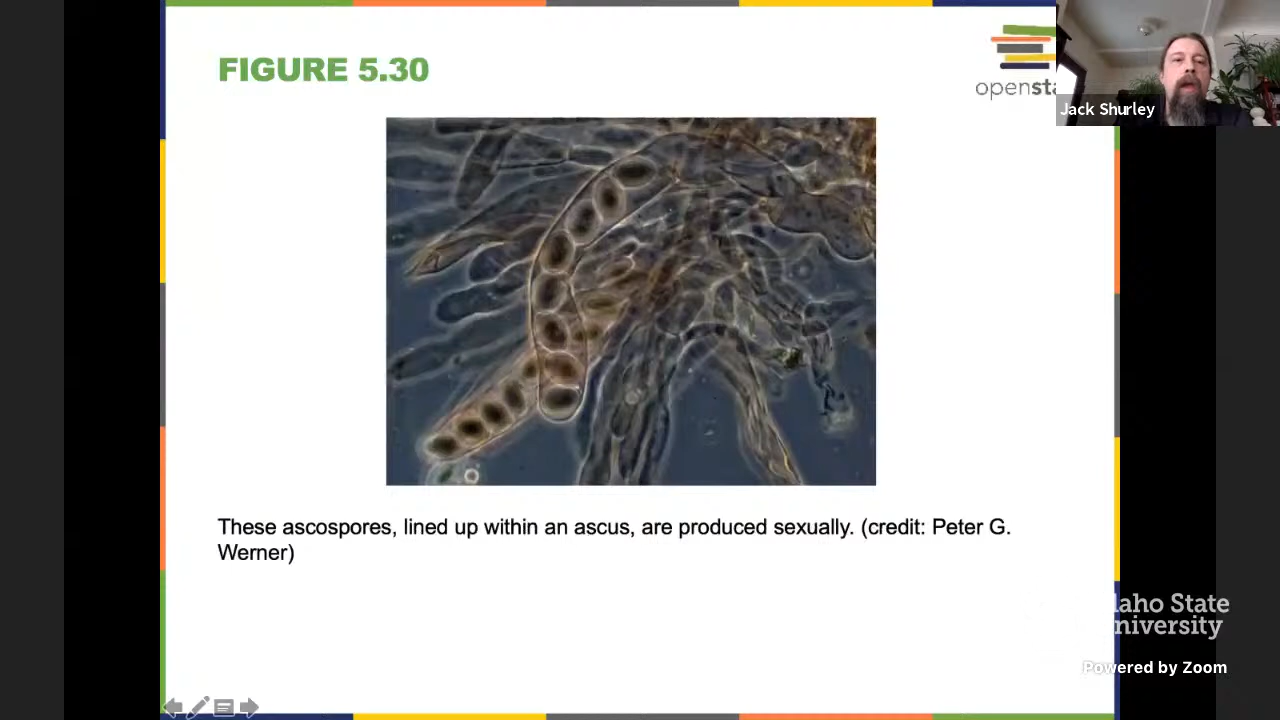 FIGURE 5.30
opensta
Jack Shurley
These ascospores, lined up within an ascus, are produced sexually. (credit: Peter G.
Werner)
daho State
niversity
Powered by Zoom